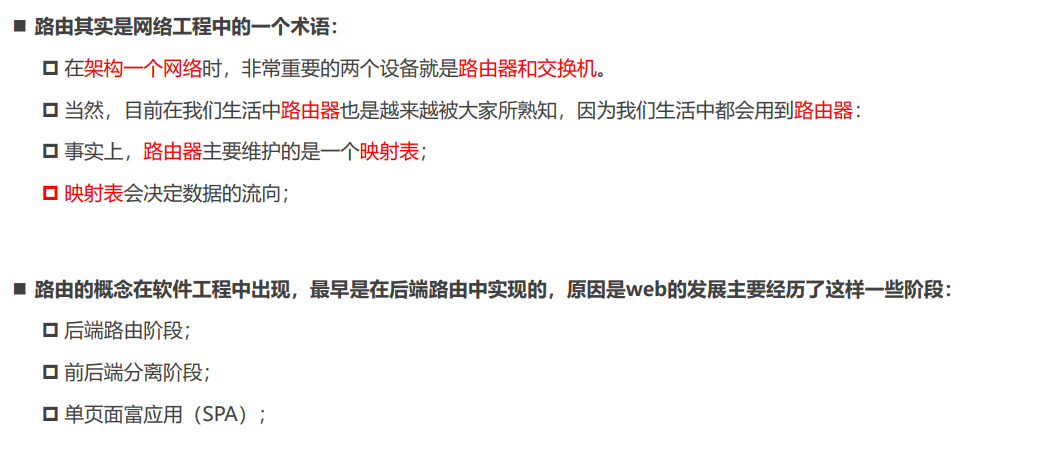 路由其实是网络工程中的一个术语：
在架构一个网络时，非常重要的两个设备就是路由器和交换机。
当然，目前在我们生活中路由器也是越来越被大家所熟知，因为我们生活中都会用到路由器：
事实上，路由器主要维护的是一个映射表；
映射表会决定数据的流向；
路由的概念在软件工程中出现，最早是在后端路由中实现的，原因是web的发展主要经历了这样一些阶段：
后端路由阶段；
前后端分离阶段；
单页面富应用（SPA）；